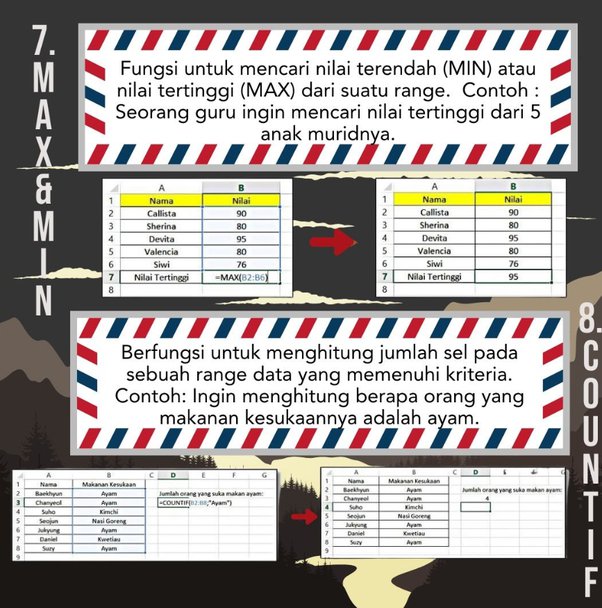 7. MAX&MIN
Fungsi untuk mencari nilai terendah (MIN) atau
nilai tertinggi (MAX) dari suatu range. Contoh :
Seorang guru ingin mencari nilai tertinggi dari 5
anak muridnya.
A B
1 Nama Nilai
2 Callista 90
3 Sherina 80
4 Devita 95
5 Valencia 80
6 Siwi 76
7 Nilai Tertinggi =MAX(B2:B6)
8
A B
1 Nama Nilai
2 Callista 90
3 Sherina 80
4 Devita 95
5 Valencia 80
6 Siwi 76
7 Nilai Tertinggi 95
8
8. COUNTIF
Berfungsi untuk menghitung jumlah sel pada
sebuah range data yang memenuhi kriteria.
Contoh: Ingin menghitung berapa orang yang
makanan kesukaannya adalah ayam.
A B C D E F G
1 Nama Makanan Kesukaan
2 Baekhyun Ayam Jumlah orang yang suka makan ayam:
3 Chanyeol Ayam =COUNTIF(B2:B8;"Ayam")
4 Suho Kimchi
5 Seojun Nasi Goreng
6 Jukyung Ayam
7 Daniel Kwetiau
8 Suzy Ayam
9
A B C D G
1 Nama Makanan Kesukaan
2 Baekhyun Ayam Jumlah orang yang suka makan ayam:
3 Chanyeol Ayam 4
4 Suho Kimchi
5 Seojun Nasi Goreng
6 Jukyung Ayam
7 Daniel Kwetiau
8 Suzy Ayam
9